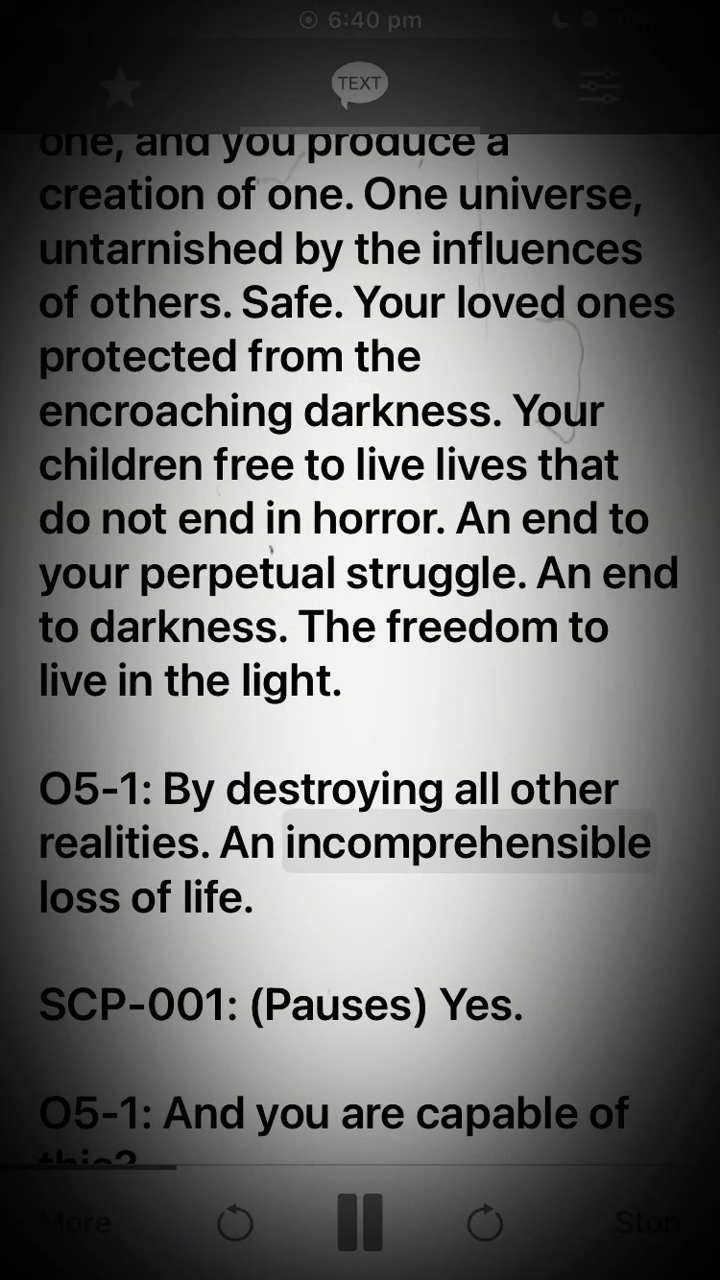 6:40 pm
TEXT
one, and you produce a
creation of one. One universe,
untarnished by the influences
of others. Safe. Your loved ones
protected from the
encroaching darkness. Your
children free to live lives that
do not end in horror. An end to
your perpetual struggle. An end
to darkness. The freedom to
live in the light.
O5-1: By destroying all other
realities. An incomprehensible
loss of life.
SCP-001: (Pauses) Yes.
O5-1: And you are capable of
this?
More
Stop